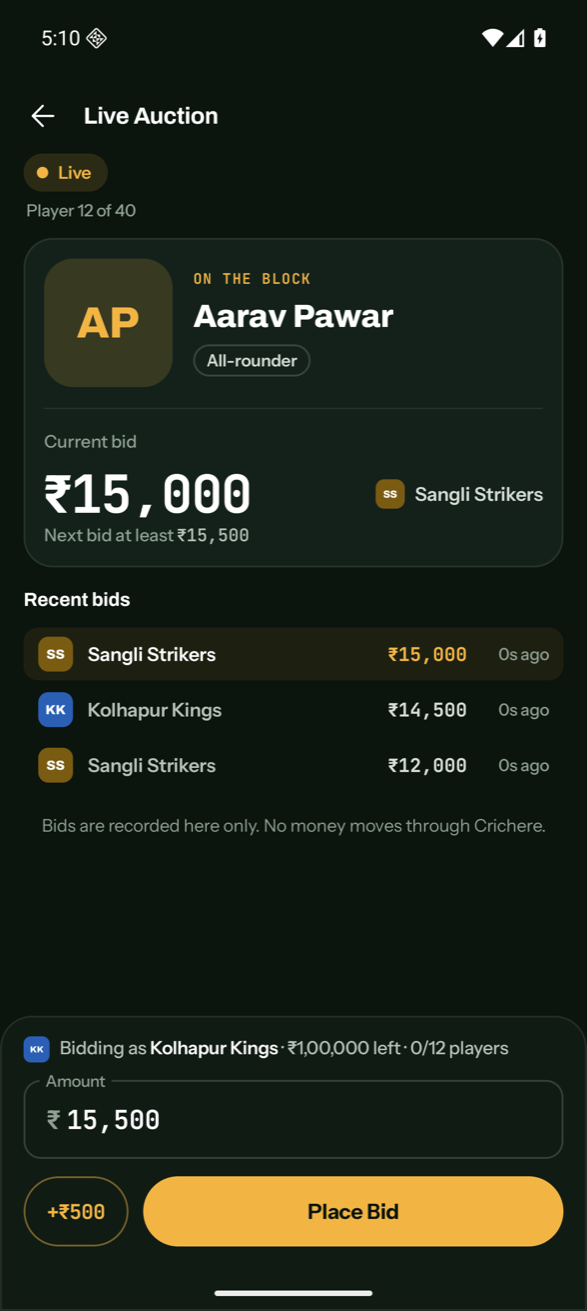 5:10
Live Auction
Live
Player 12 of 40
AP
ON THE BLOCK
Aarav Pawar
All-rounder
Current bid
₹15,000
SS Sangli Strikers
Next bid at least ₹15,500
Recent bids
SS Sangli Strikers ₹15,000 0s ago
KK Kolhapur Kings ₹14,500 0s ago
SS Sangli Strikers ₹12,000 0s ago
Bids are recorded here only. No money moves through Crichere.
KK Bidding as Kolhapur Kings · ₹1,00,000 left · 0/12 players
Amount
₹ 15,500
+₹500 Place Bid